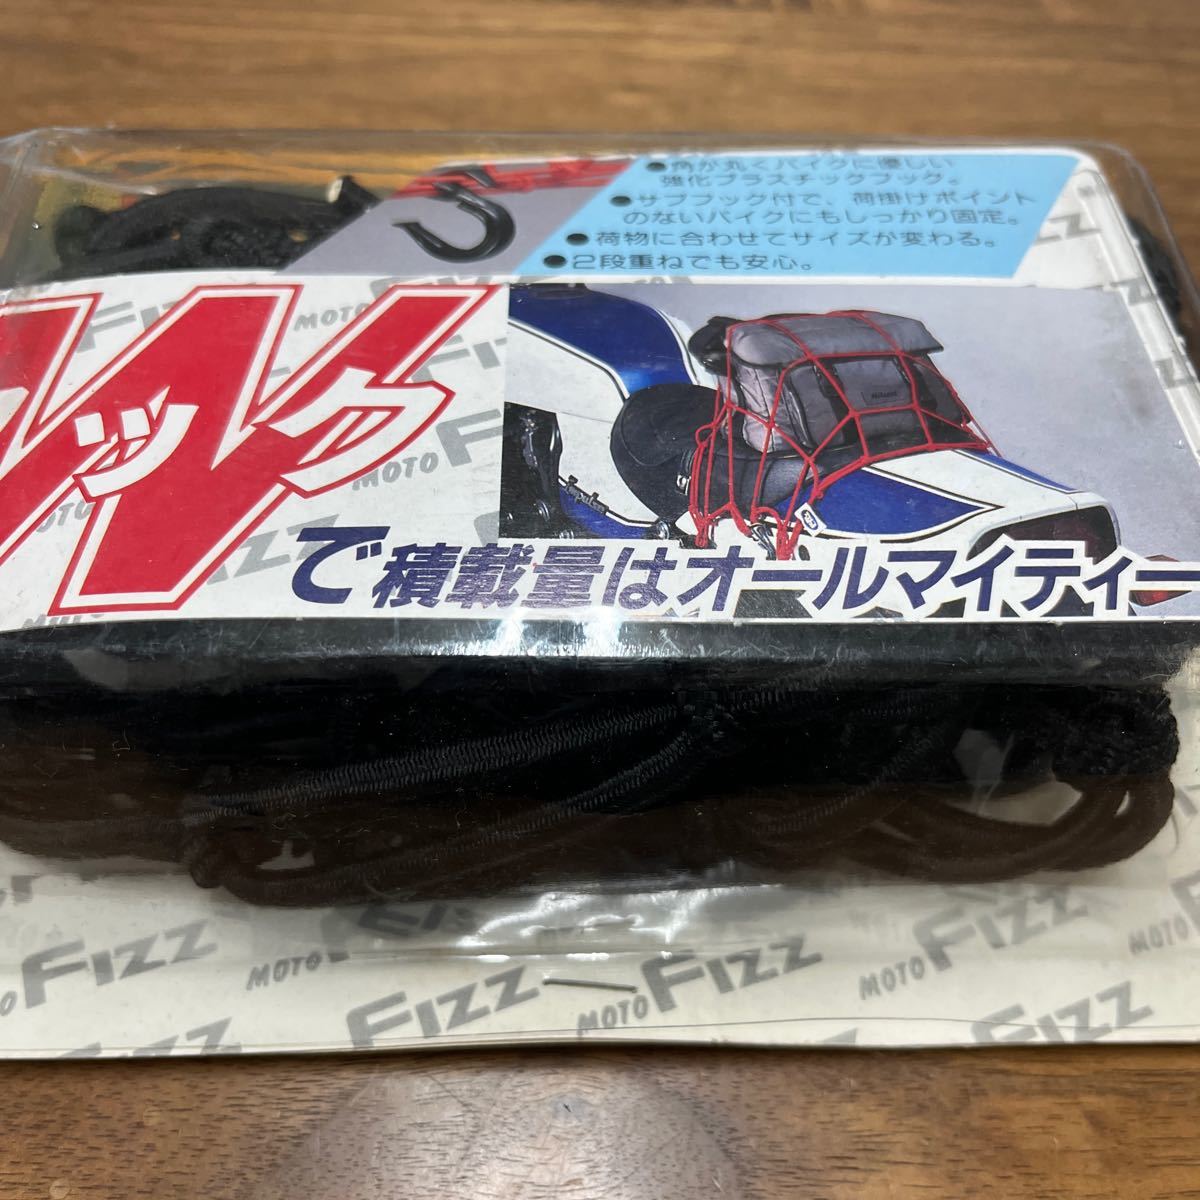 ●角が丸くバイクに優しい
強化プラスチックフック。
●サブフック付で、荷掛けポイント
のないバイクにもしっかり固定。
●荷物に合わせてサイズが変わる。
●2段重ねでも安心。
MOTO FIZZ
W
フック
で積載量はオールマイティー
Impulse
MOTO FIZZ
MOTO FIZZ
MOTO FIZZ
MOTO FIZZ